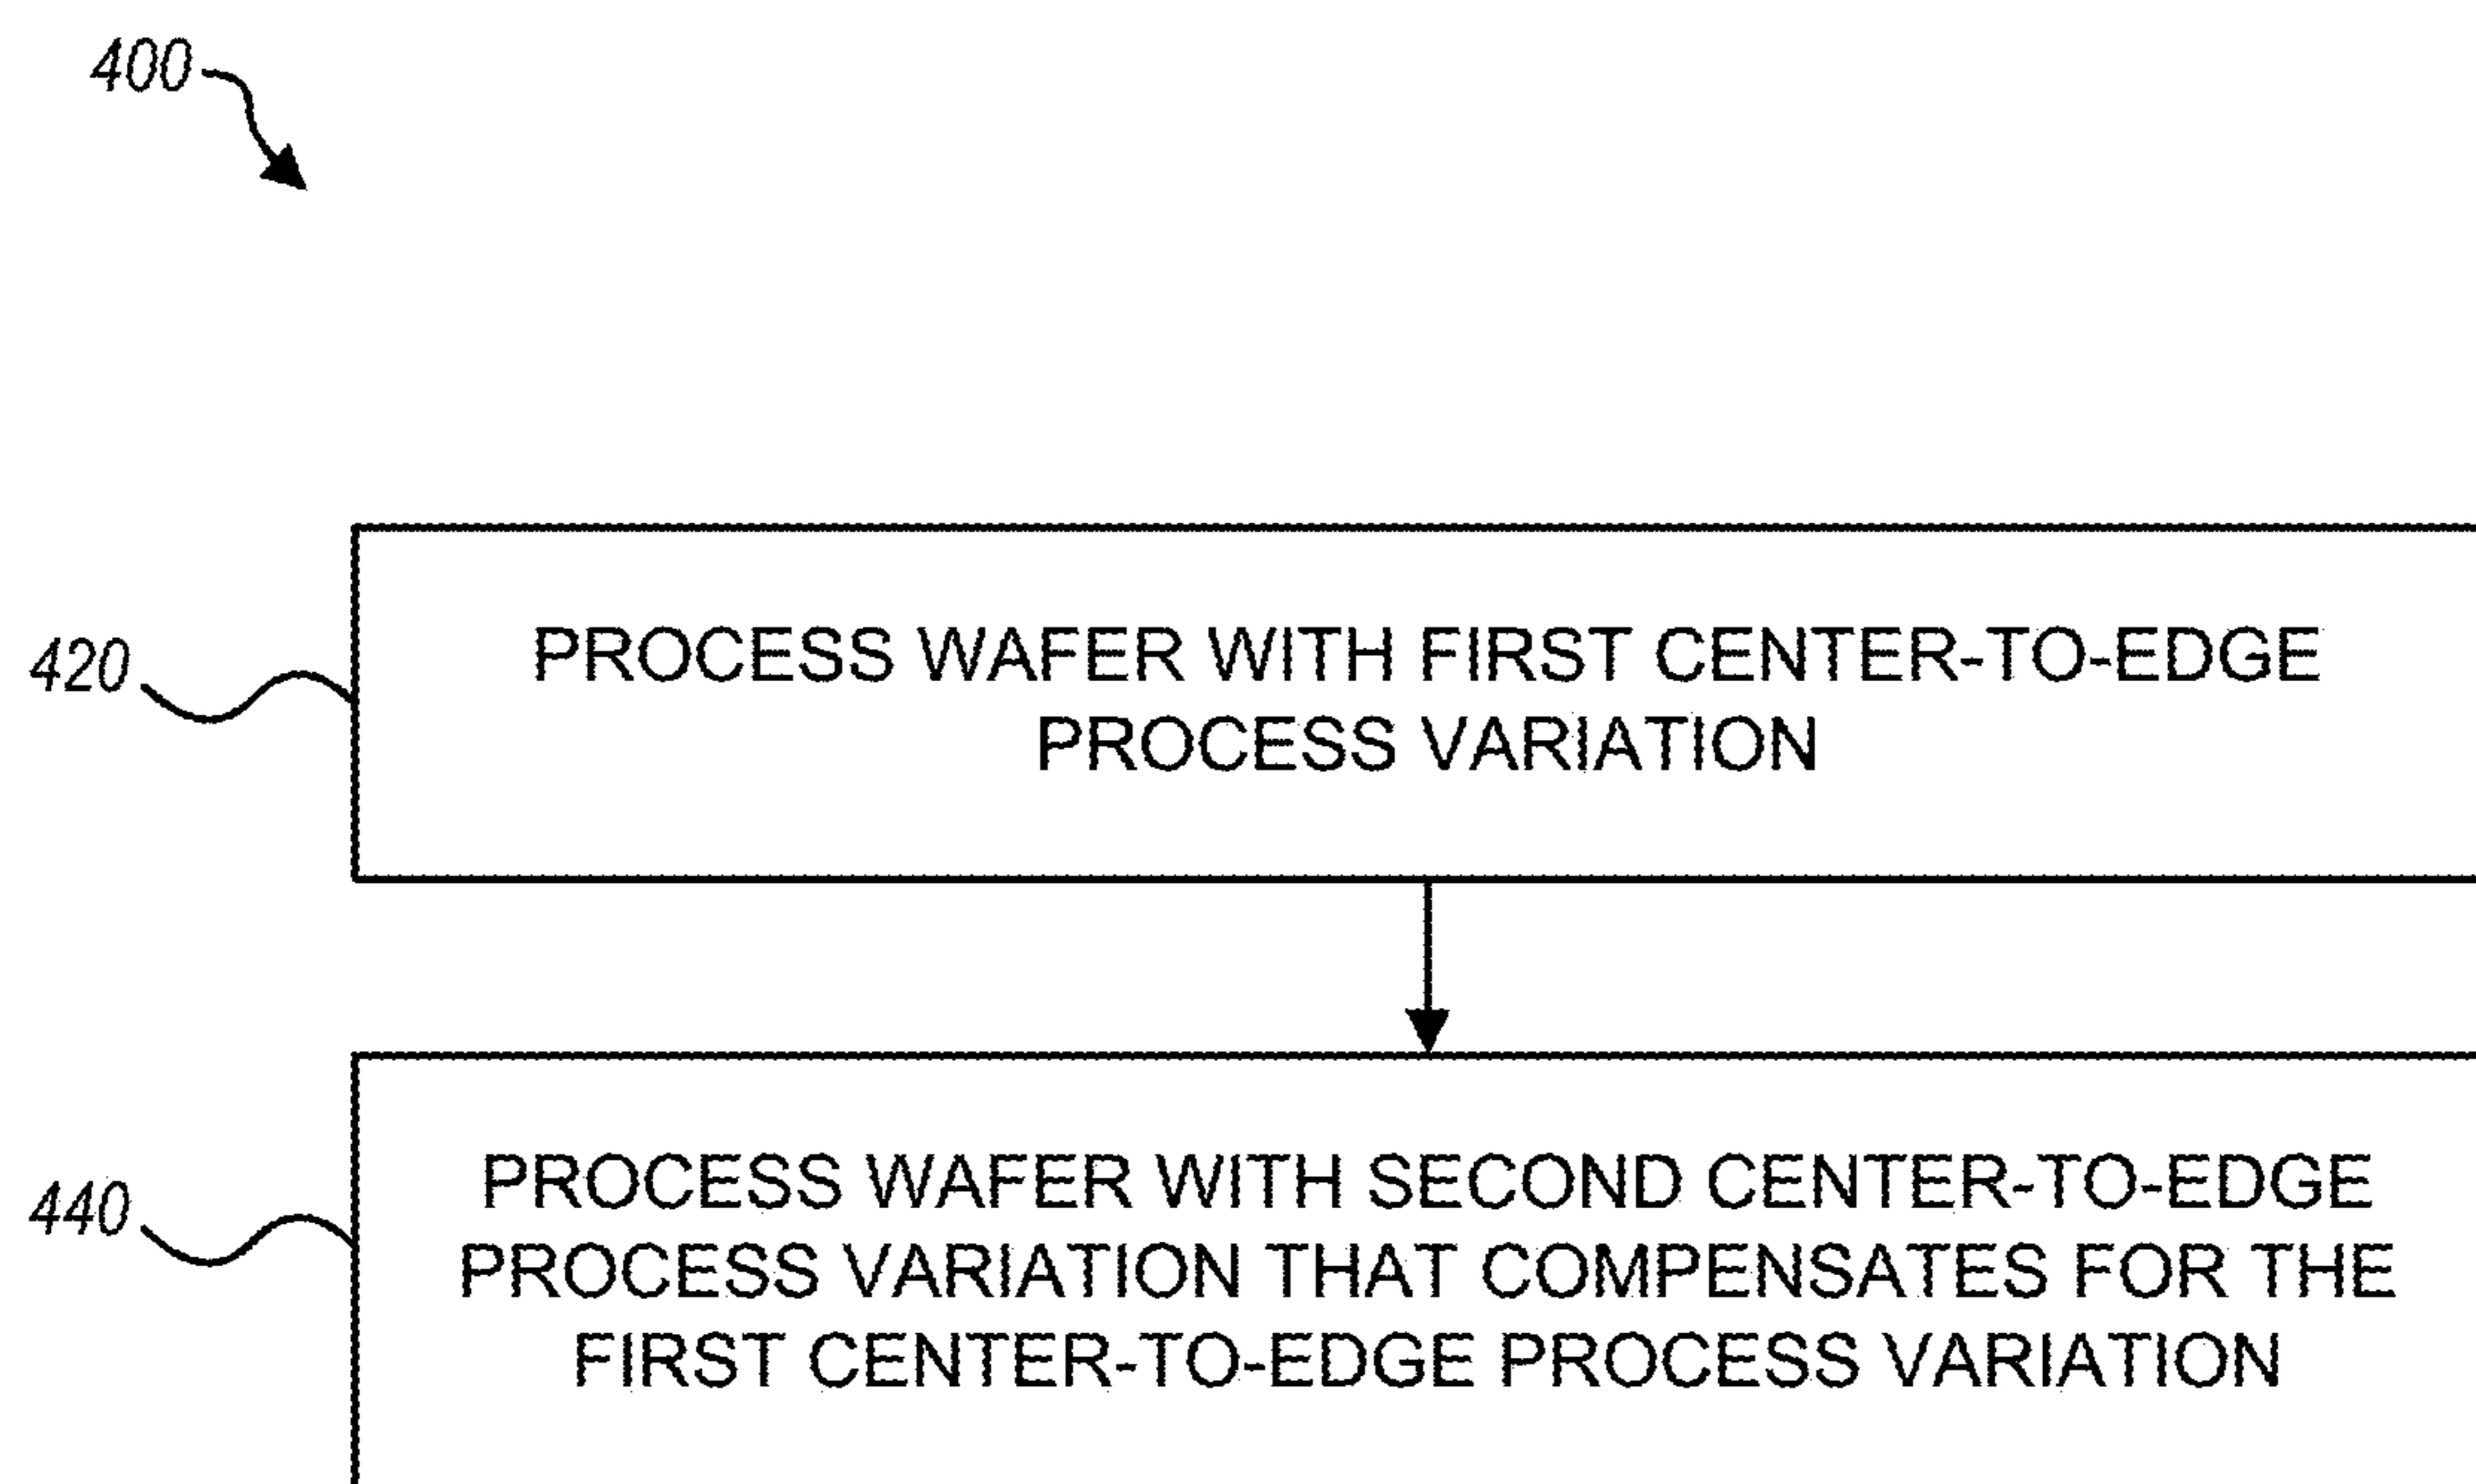 400
420
PROCESS WAFER WITH FIRST CENTER-TO-EDGE
PROCESS VARIATION
440
PROCESS WAFER WITH SECOND CENTER-TO-EDGE
PROCESS VARIATION THAT COMPENSATES FOR THE
FIRST CENTER-TO-EDGE PROCESS VARIATION